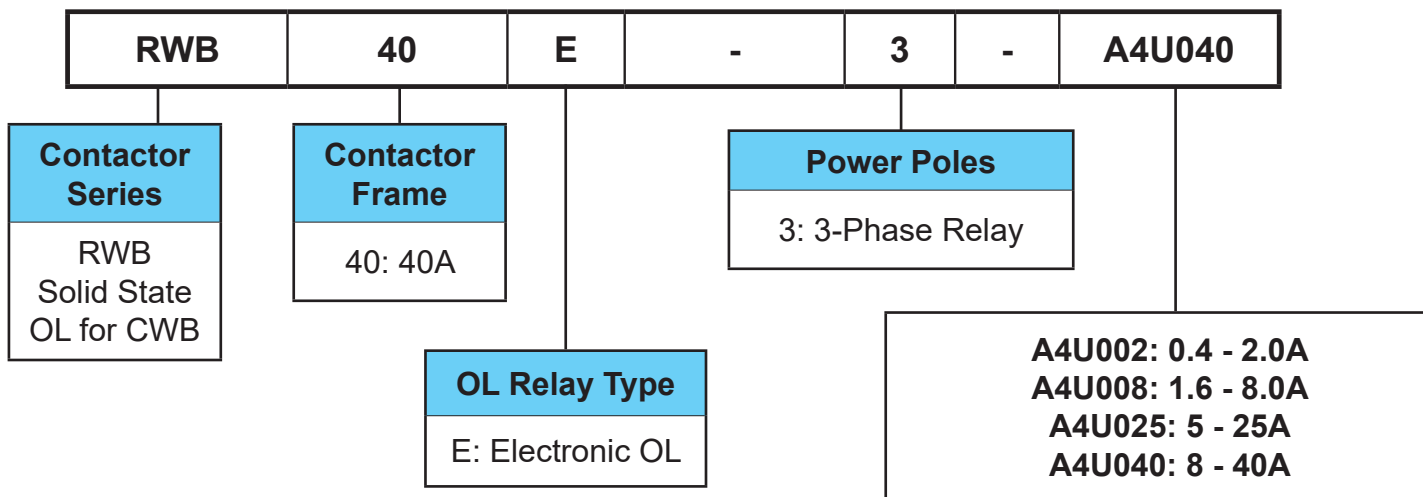 RWB 40 E - 3 - A4U040
Contactor
Series
RWB
Solid State
OL for CWB
Contactor
Frame
40: 40A
OL Relay Type
E: Electronic OL
Power Poles
3: 3-Phase Relay
A4U002: 0.4 - 2.0A
A4U008: 1.6 - 8.0A
A4U025: 5 - 25A
A4U040: 8 - 40A